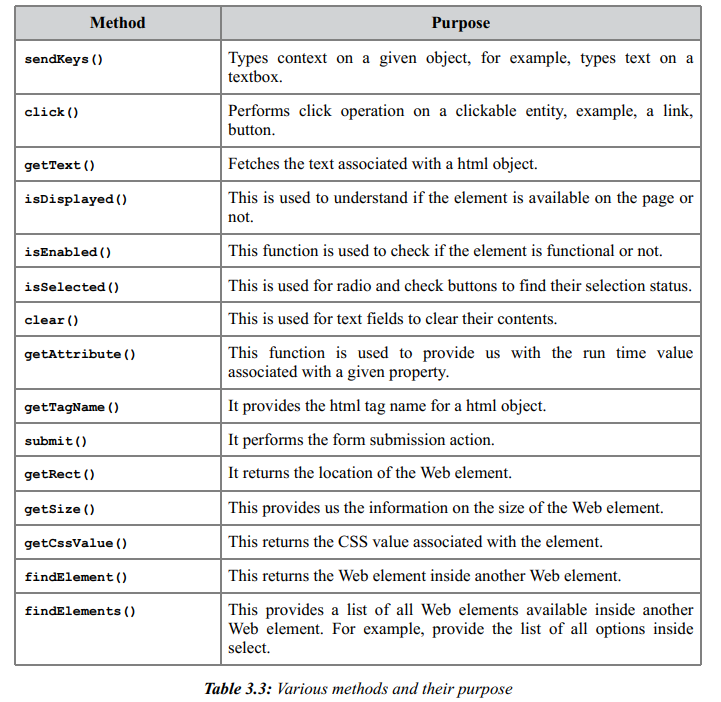 Method Purpose
sendKeys() Types context on a given object, for example, types text on a
textbox.
click() Performs click operation on a clickable entity, example, a link,
button.
getText() Fetches the text associated with a html object.
isDisplayed() This is used to understand if the element is available on the page or
not.
isEnabled() This function is used to check if the element is functional or not.
isSelected() This is used for radio and check buttons to find their selection status.
clear() This is used for text fields to clear their contents.
getAttribute() This function is used to provide us with the run time value
associated with a given property.
getTagName() It provides the html tag name for a html object.
submit() It performs the form submission action.
getRect() It returns the location of the Web element.
getSize() This provides us the information on the size of the Web element.
getCssValue() This returns the CSS value associated with the element.
findElement() This returns the Web element inside another Web element.
findElements() This provides a list of all Web elements available inside another
Web element. For example, provide the list of all options inside
select.
Table 3.3: Various methods and their purpose